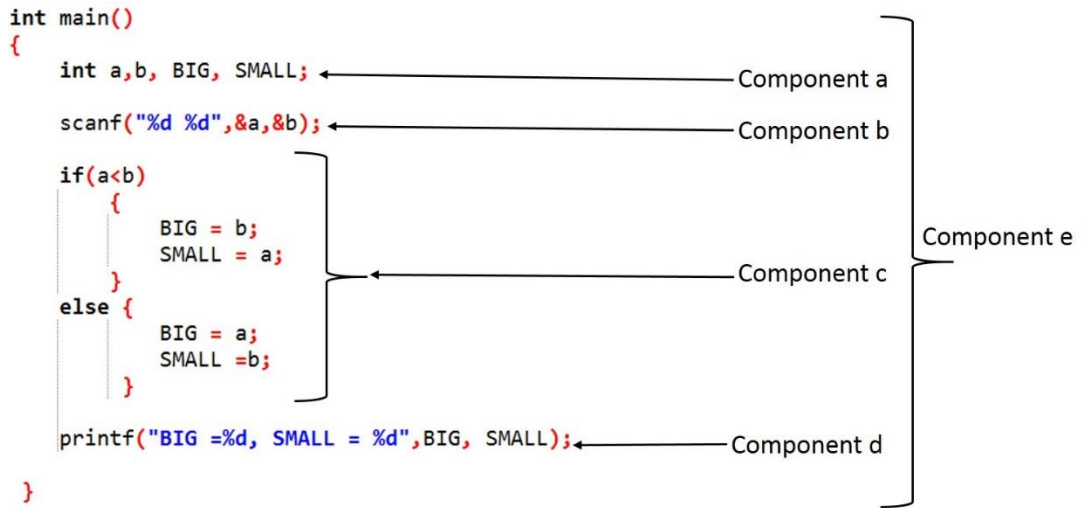 int main()
{
int a,b, BIG, SMALL;
Component a
scanf("%d %d",&a,&b);
Component b
if(a<b)
{
BIG = b;
SMALL = a;
}
Component c
else {
BIG = a;
SMALL =b;
}
printf("BIG =%d, SMALL = %d",BIG, SMALL);
Component d
}
Component e